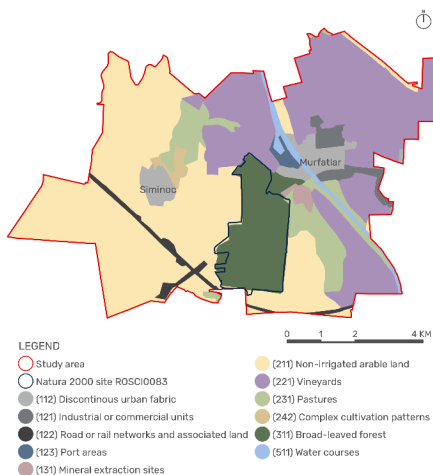 N
Murfatlar
Siminoc
0 1 2 4 KM
LEGEND
Study area
Natura 2000 site ROSCI0083
(112) Discontinous urban fabric
(121) Industrial or commercial units
(122) Road or rail networks and associated land
(123) Port areas
(131) Mineral extraction sites
(211) Non-irrigated arable land
(221) Vineyards
(231) Pastures
(242) Complex cultivation patterns
(311) Broad-leaved forest
(511) Water courses